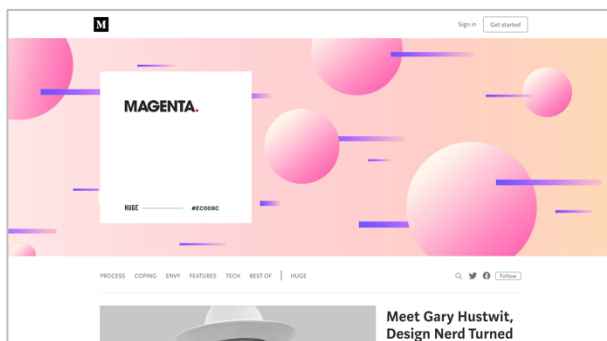 M
Sign in Get started
MAGENTA.
HUGE #EC008C
PROCESS COPING ENVY FEATURES TECH BEST OF HUGE
Follow
Meet Gary Hustwit,
Design Nerd Turned